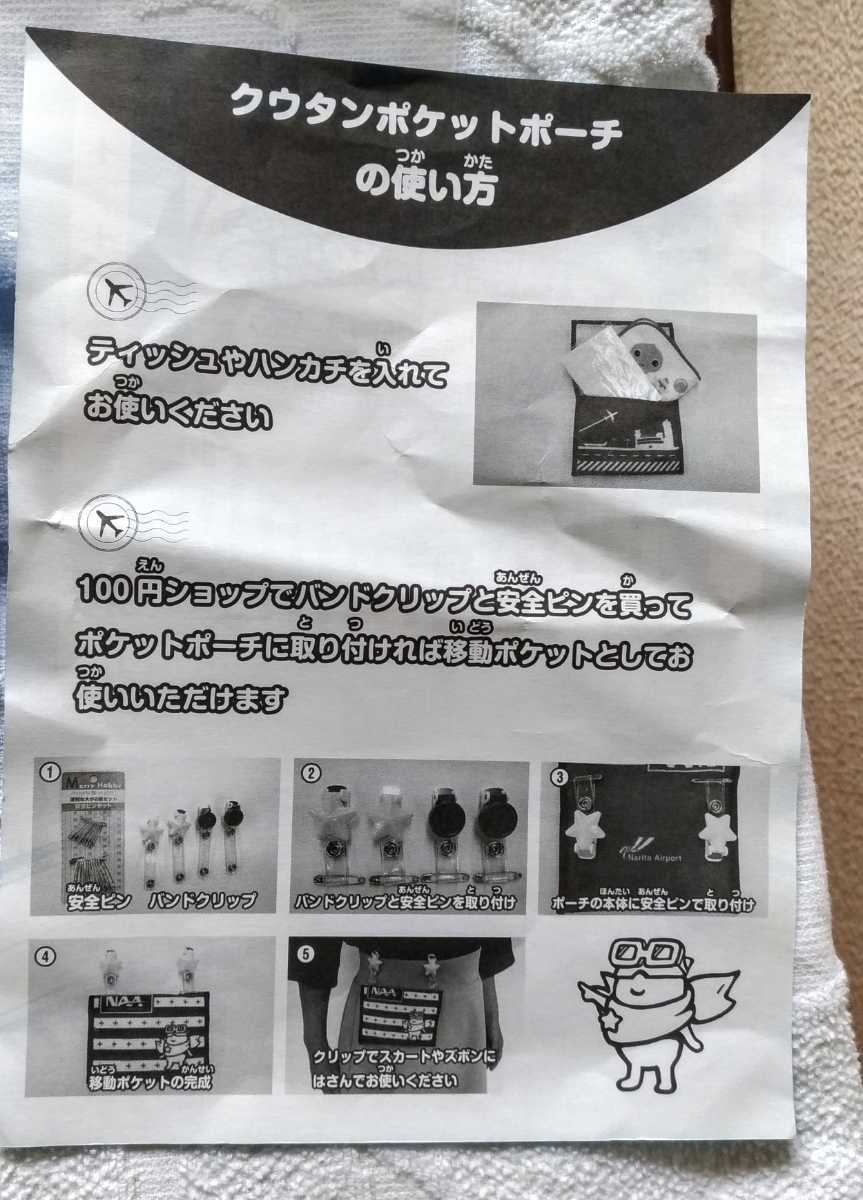 クウタンポケットポーチ
つか かた
の使い方
い
ティッシュやハンカチを入れて
つか
お使いください
えん あんぜん か
100円ショップでバンドクリップと安全ピンを買って
と つ いどう
ポケットポーチに取り付ければ移動ポケットとしてお
つか
使いいただけます
①
Merry Hobby
安全ピンセット
あんぜん
安全ピン バンドクリップ
②
あんぜん と つ
バンドクリップと安全ピンを取り付け
③
Narita Airport
ほんたい あんぜん と つ
ポーチの本体に安全ピンで取り付け
④
NAA
いどう かんせい
移動ポケットの完成
⑤
NAA
クリップでスカートやズボンに
つか
はさんでお使いください